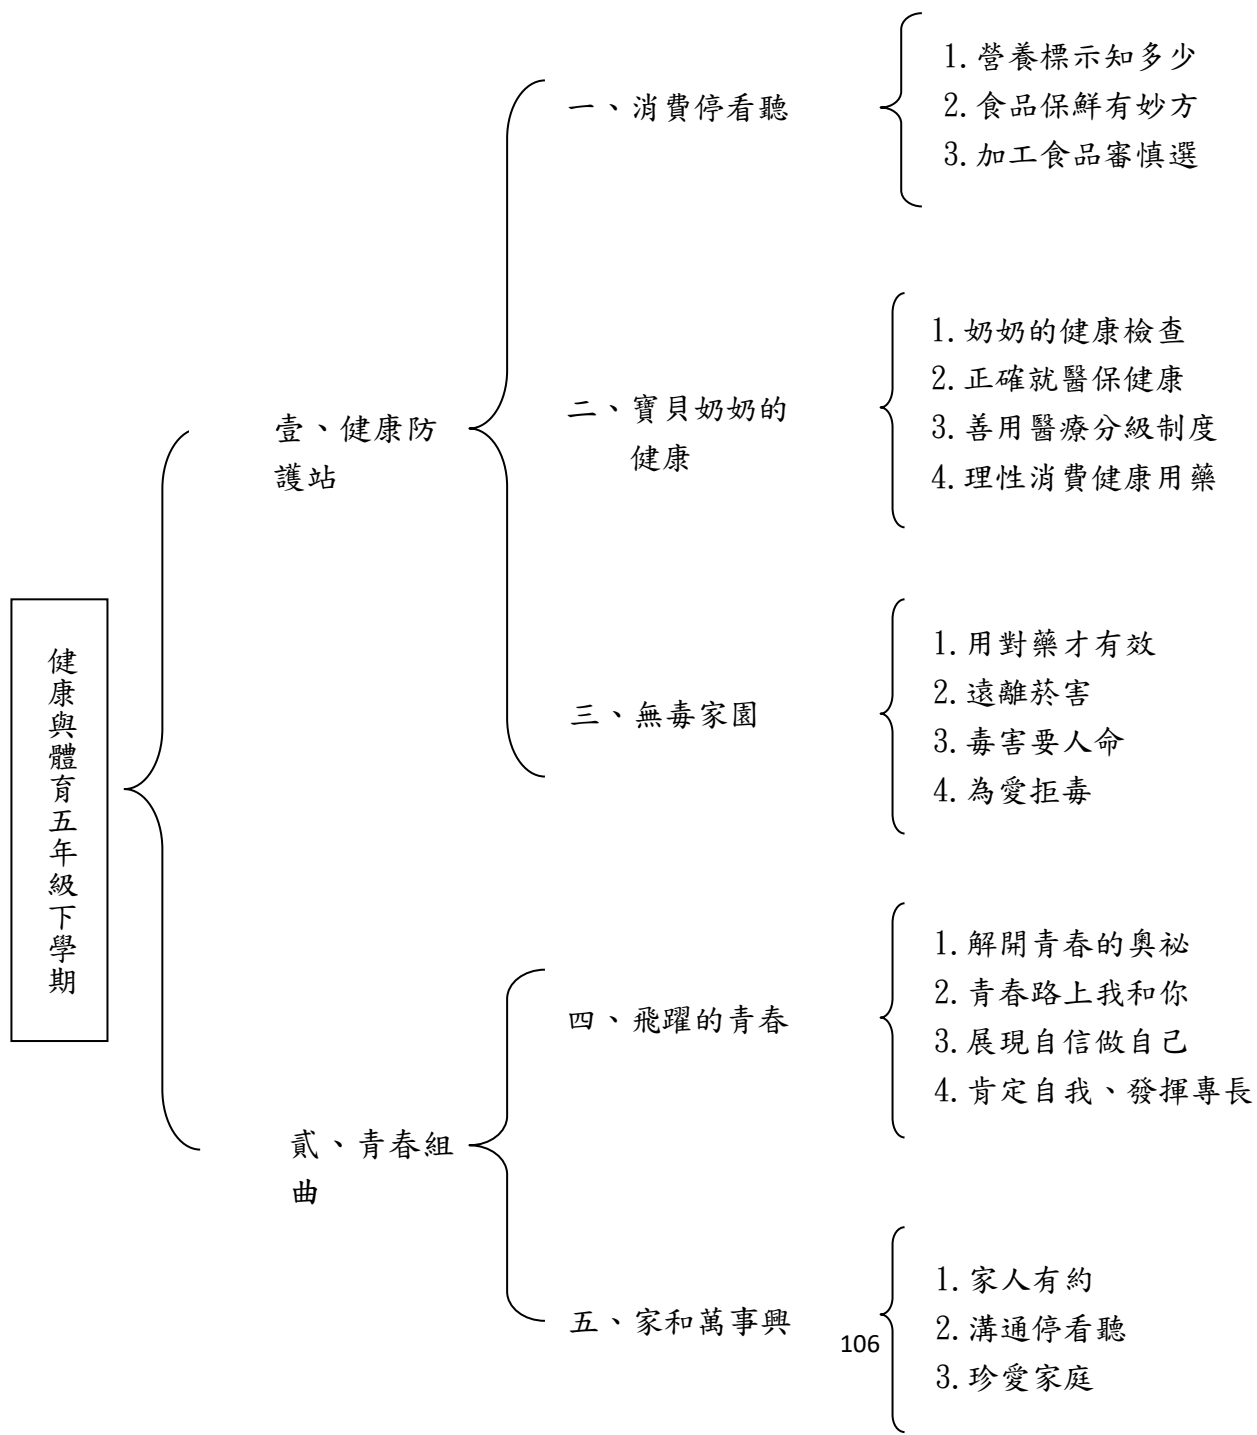 健康與體育五年級下學期
壹、健康防
護站
一、消費停看聽
1.營養標示知多少
2.食品保鮮有妙方
3.加工食品審慎選
二、寶貝奶奶的
健康
1.奶奶的健康檢查
2.正確就醫保健康
3.善用醫療分級制度
4.理性消費健康用藥
三、無毒家園
1.用對藥才有效
2.遠離菸害
3.毒害要人命
4.為愛拒毒
貳、青春組
曲
四、飛躍的青春
1.解開青春的奧祕
2.青春路上我和你
3.展現自信做自己
4.肯定自我、發揮專長
五、家和萬事興
1.家人有約
2.溝通停看聽
3.珍愛家庭
106